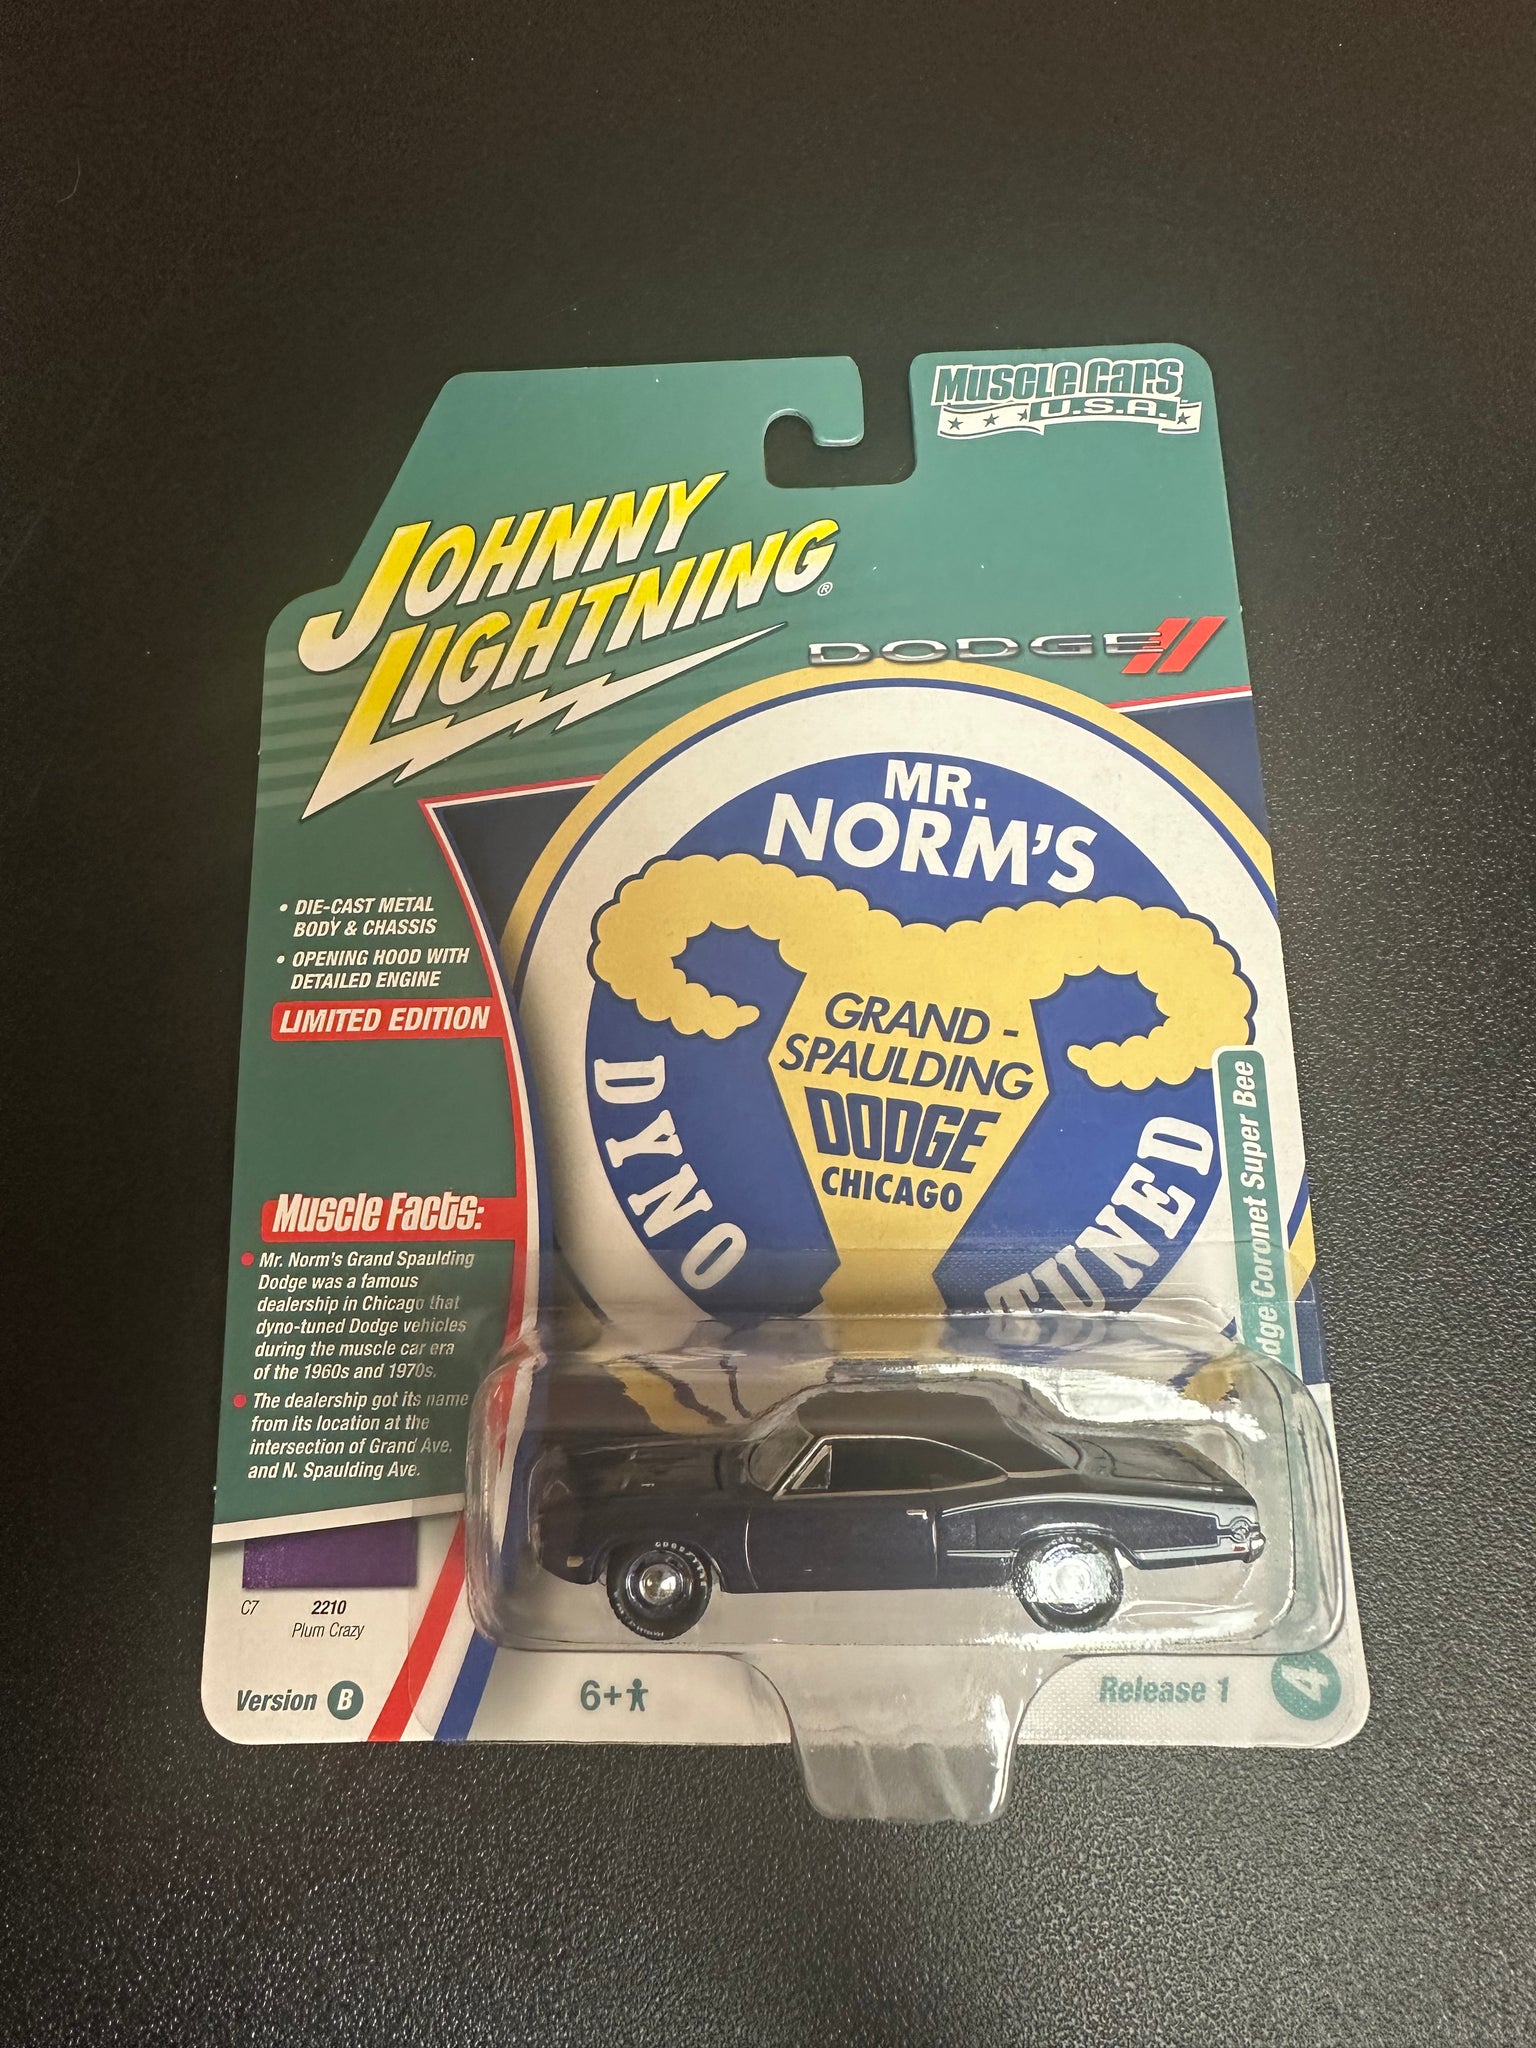 MUSCLE CARS
U.S.A.
JOHNNY
LIGHTNING®
DODGE
MR.
NORM'S
GRAND -
SPAULDING
DODGE
CHICAGO
DYNO
TUNED
• DIE-CAST METAL
BODY & CHASSIS
• OPENING HOOD WITH
DETAILED ENGINE
LIMITED EDITION
Muscle Facts:
Mr. Norm's Grand Spaulding
Dodge was a famous
dealership in Chicago that
dyno-tuned Dodge vehicles
during the muscle car era
of the 1960s and 1970s.
The dealership got its name
from its location at the
intersection of Grand Ave.
and N. Spaulding Ave.
Coronet Super Bee
GOODYEAR
C7
2210
Plum Crazy
Version B
6+
Release 1
4